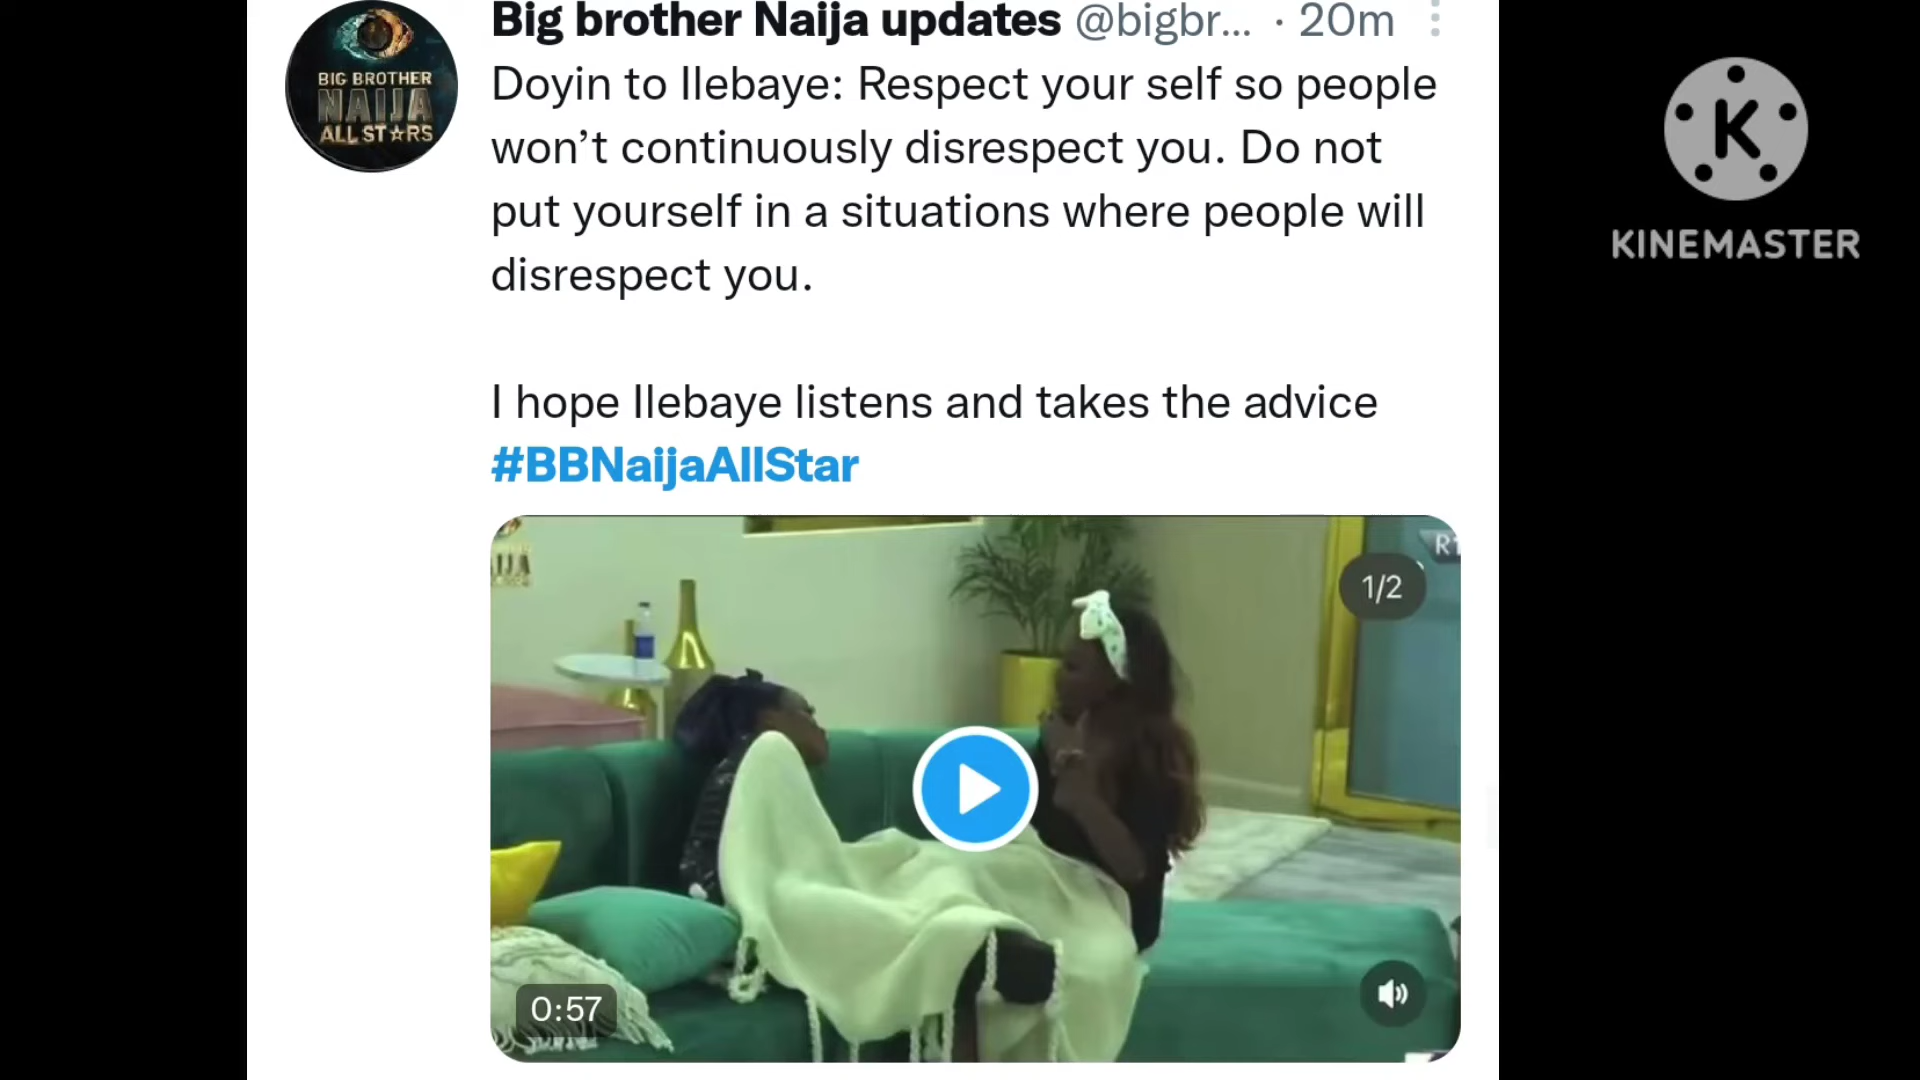 Big brother Naija updates @bigbr... · 20m
BIG BROTHER
NAIJA
ALL ST☆RS
Doyin to Ilebaye: Respect your self so people
won’t continuously disrespect you. Do not
put yourself in a situations where people will
disrespect you.
I hope Ilebaye listens and takes the advice
#BBNaijaAllStar
1/2
0:57
K
KINEMASTER